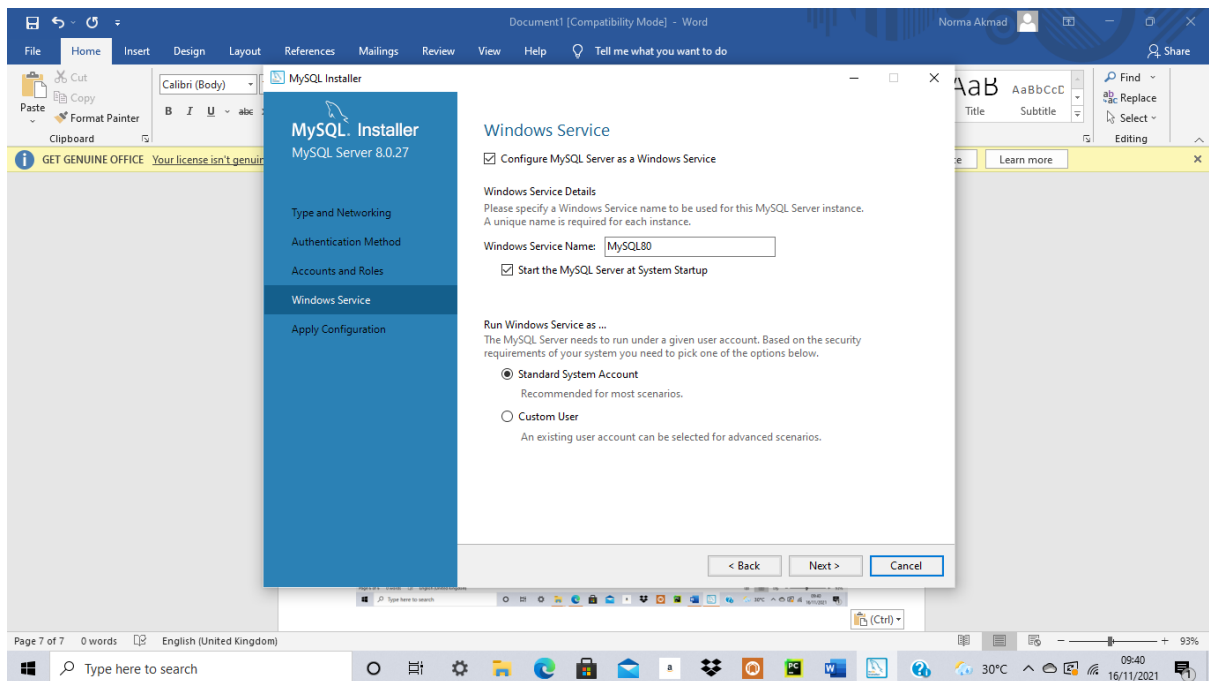 Document1 [Compatibility Mode] - Word
Norma Akmad
File Home Insert Design Layout References Mailings Review View Help Tell me what you want to do Share
Paste
Cut
Copy
Format Painter
Clipboard
Calibri (Body)
B I U abc
AaB
Title
AaBbCcD
Subtitle
Find
Replace
Select
Editing
GET GENUINE OFFICE Your license isn't genuin
Learn more
MySQL Installer
MySQL. Installer
MySQL Server 8.0.27
Type and Networking
Authentication Method
Accounts and Roles
Windows Service
Apply Configuration
Windows Service
Configure MySQL Server as a Windows Service
Windows Service Details
Please specify a Windows Service name to be used for this MySQL Server instance.
A unique name is required for each instance.
Windows Service Name: MySQL80
Start the MySQL Server at System Startup
Run Windows Service as ...
The MySQL Server needs to run under a given user account. Based on the security
requirements of your system you need to pick one of the options below.
Standard System Account
Recommended for most scenarios.
Custom User
An existing user account can be selected for advanced scenarios.
< Back Next > Cancel
Type here to search
(Ctrl)
Page 7 of 7 0 words English (United Kingdom) 93%
Type here to search
30°C
09:40
16/11/2021